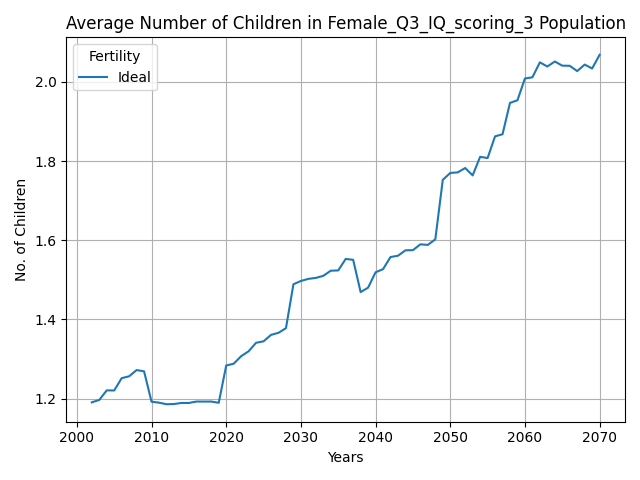 Average Number of Children in Female_Q3_IQ_scoring_3 Population
Fertility
Ideal
No. of Children
2.0
1.8
1.6
1.4
1.2
2000 2010 2020 2030 2040 2050 2060 2070
Years